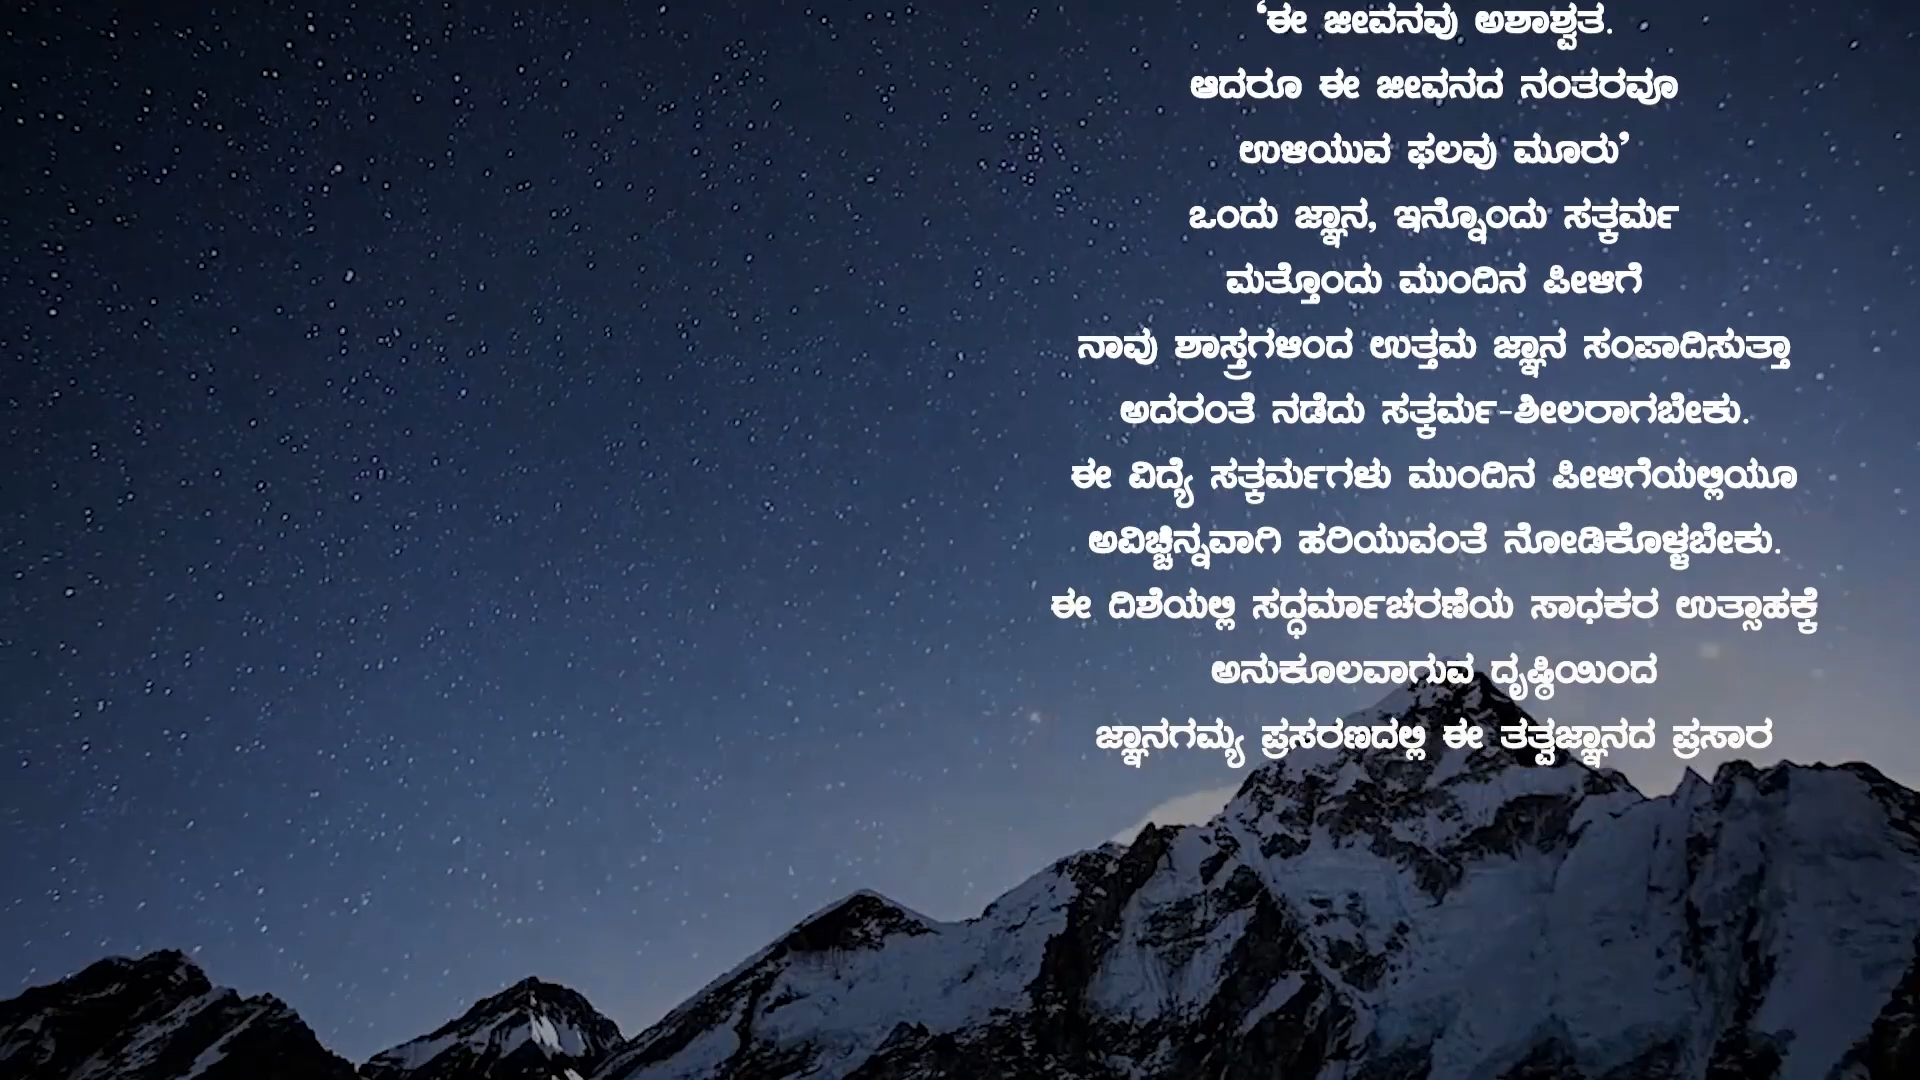 ‘ಈ ಜೀವನವು ಅಶಾಶ್ವತ.
ಆದರೂ ಈ ಜೀವನದ ನಂತರವೂ
ಉಳಿಯುವ ಫಲವು ಮೂರು’
ಒಂದು ಜ್ಞಾನ, ಇನ್ನೊಂದು ಸತ್ಕರ್ಮ
ಮತ್ತೊಂದು ಮುಂದಿನ ಪೀಳಿಗೆ
ನಾವು ಶಾಸ್ತ್ರಗಳಿಂದ ಉತ್ತಮ ಜ್ಞಾನ ಸಂಪಾದಿಸುತ್ತಾ
ಅದರಂತೆ ನಡೆದು ಸತ್ಕರ್ಮ-ಶೀಲರಾಗಬೇಕು.
ಈ ವಿದ್ಯೆ ಸತ್ಕರ್ಮಗಳು ಮುಂದಿನ ಪೀಳಿಗೆಯಲ್ಲಿಯೂ
ಅವಿಚ್ಚಿನ್ನವಾಗಿ ಹರಿಯುವಂತೆ ನೋಡಿಕೊಳ್ಳಬೇಕು.
ಈ ದಿಶೆಯಲ್ಲಿ ಸದ್ಧರ್ಮಾಚರಣೆಯ ಸಾಧಕರ ಉತ್ಸಾಹಕ್ಕೆ
ಅನುಕೂಲವಾಗುವ ದೃಷ್ಠಿಯಿಂದ
ಜ್ಞಾನಗಮ್ಯ ಪ್ರಸರಣದಲ್ಲಿ ಈ ತತ್ವಜ್ಞಾನದ ಪ್ರಸಾರ